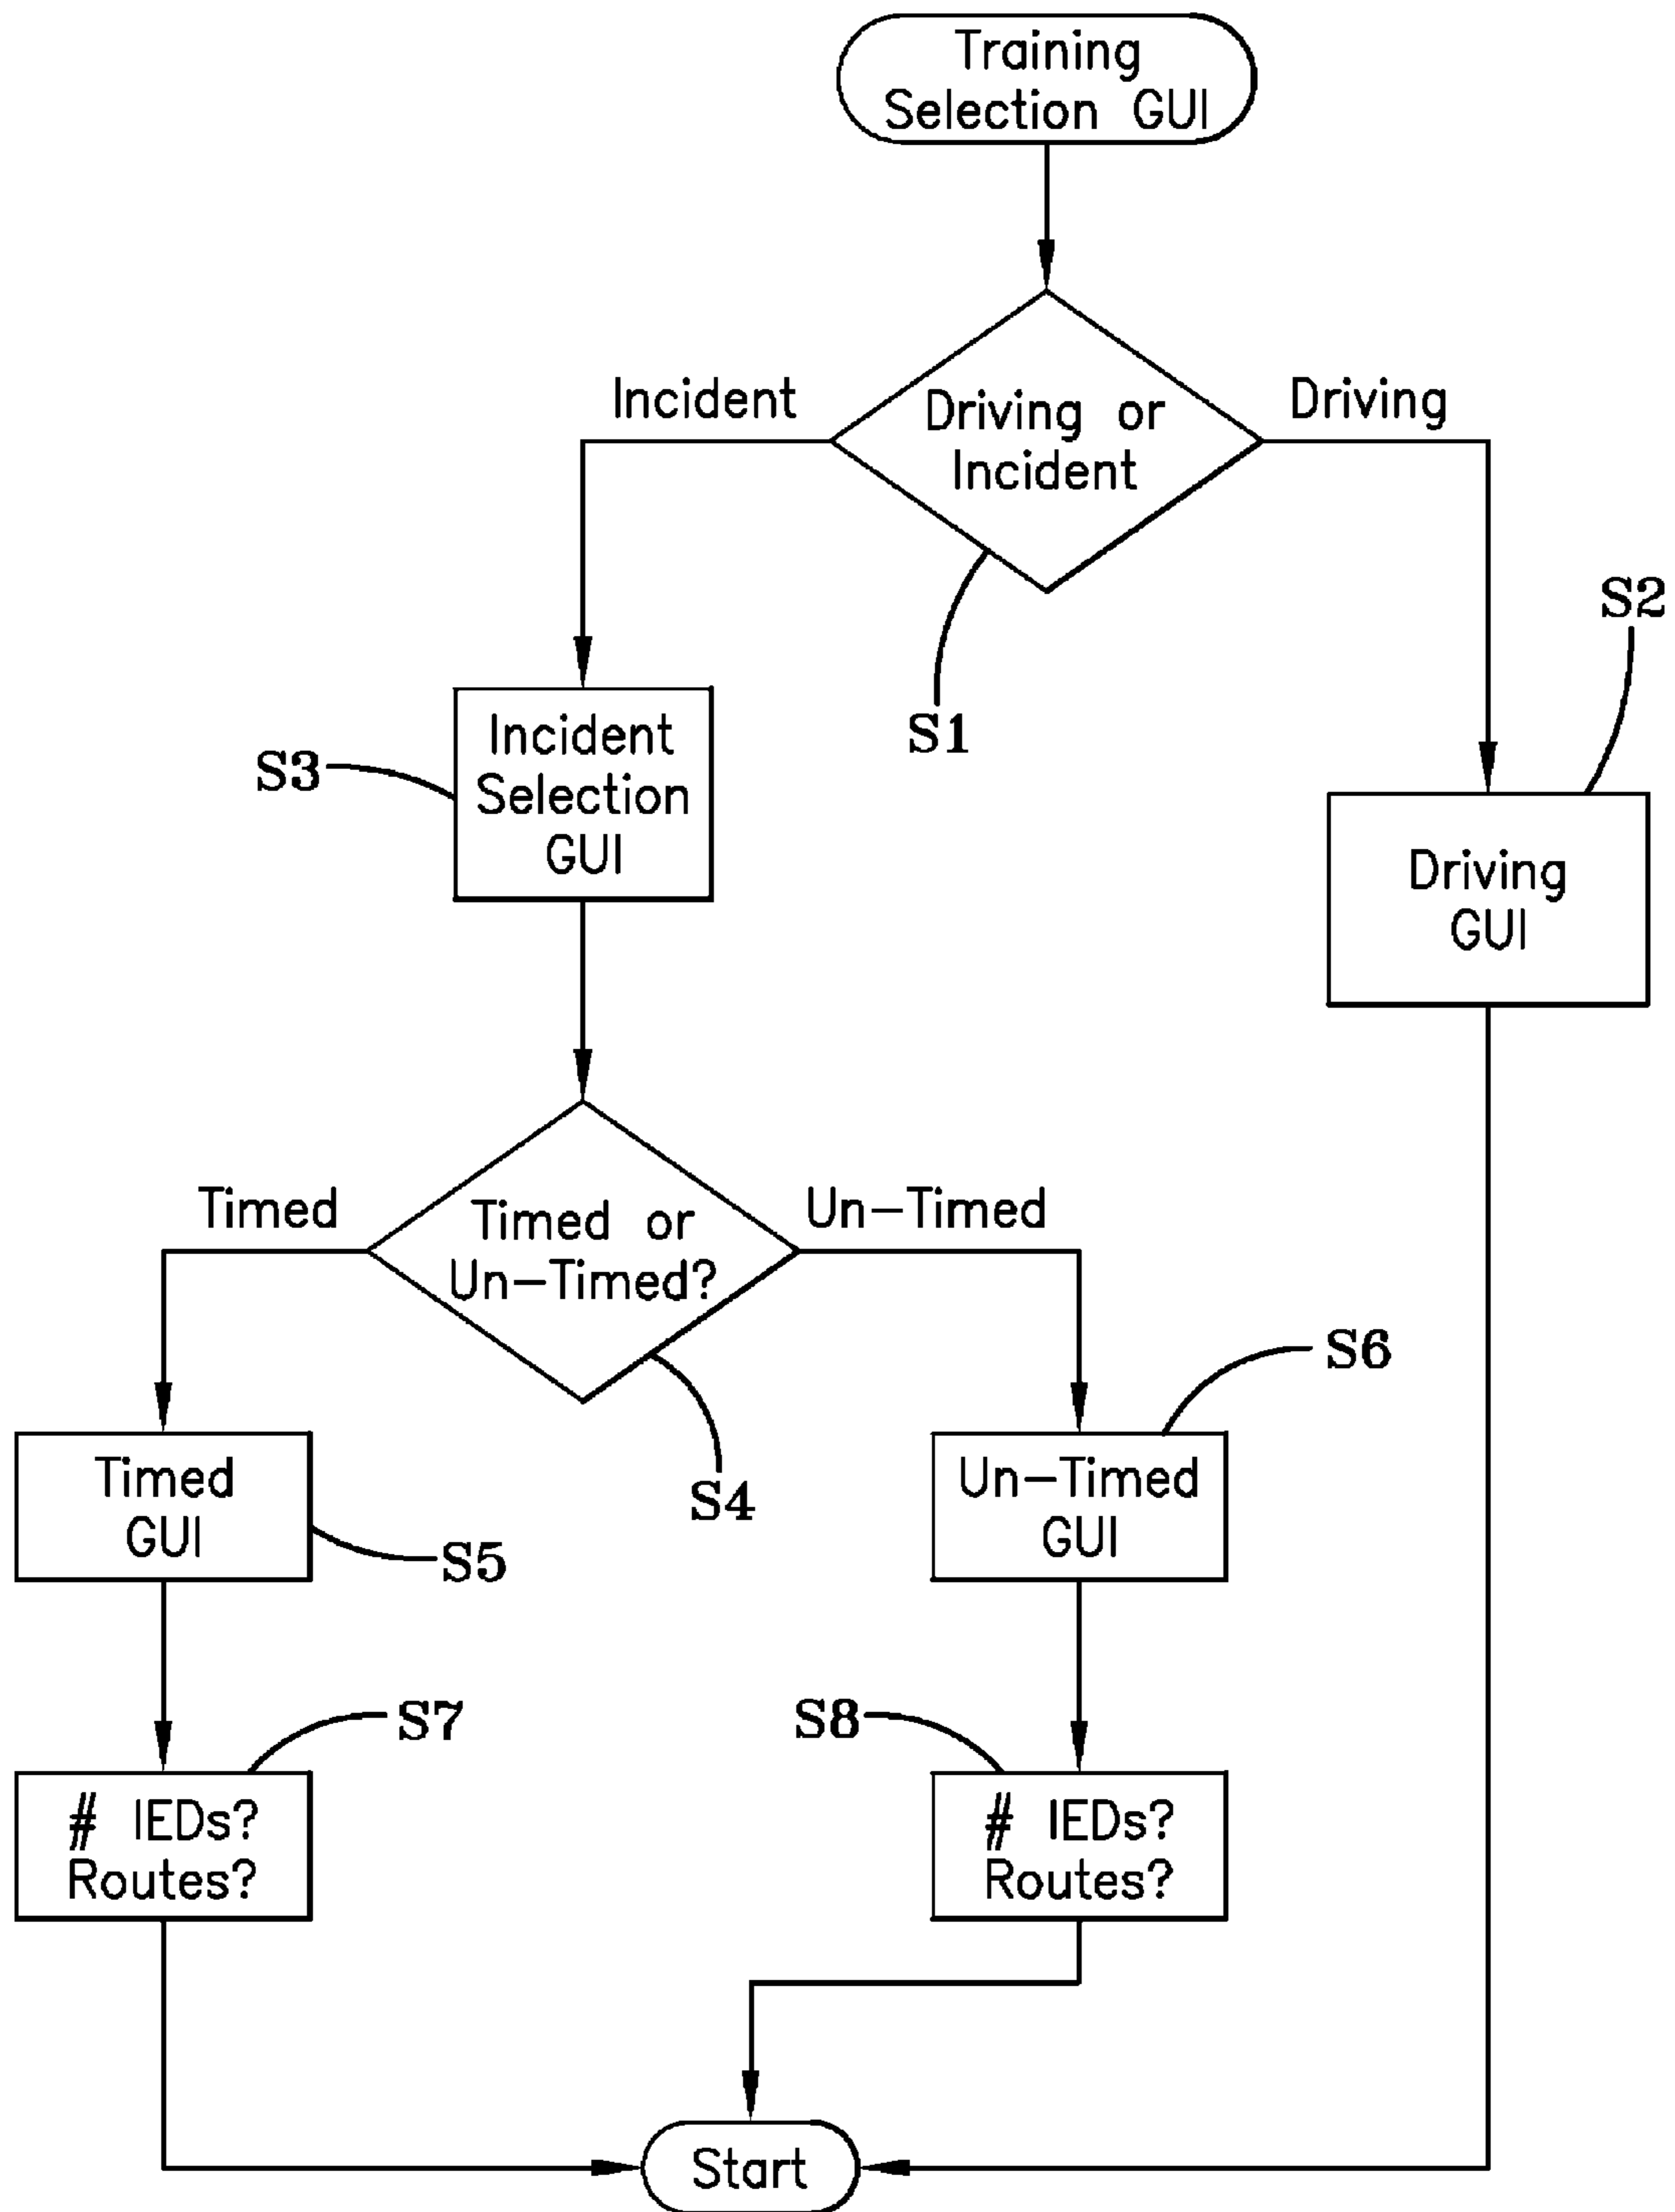 Training
Selection GUI
Incident
Driving or
Incident
Driving
S1
S2
S3
Incident
Selection
GUI
Driving
GUI
Timed
Timed or
Un-Timed?
Un-Timed
S4
S6
Timed
GUI
S5
Un-Timed
GUI
S7
S8
# IEDs?
Routes?
# IEDs?
Routes?
Start